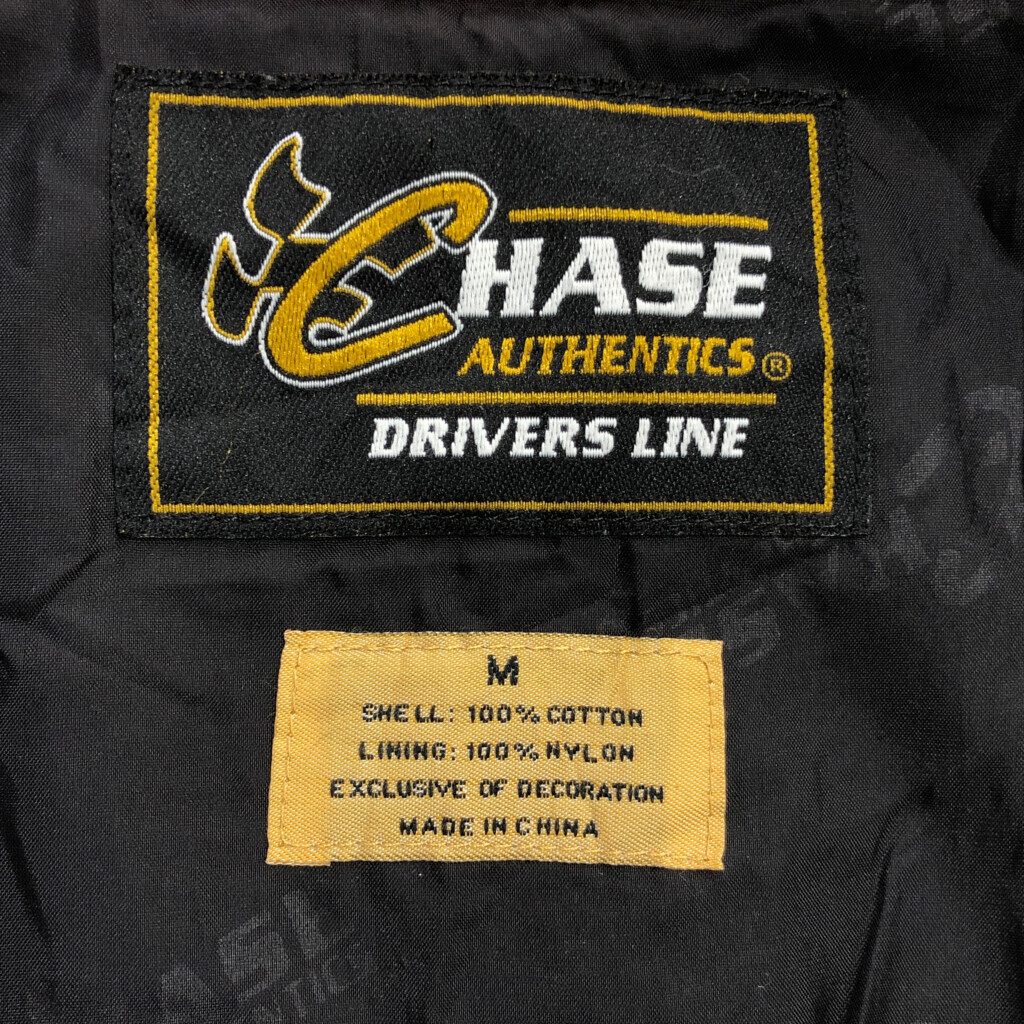 CHASE
AUTHENTICS®
DRIVERS LINE
M
SHELL: 100% COTTON
LINING: 100% NYLON
EXCLUSIVE OF DECORATION
MADE IN CHINA